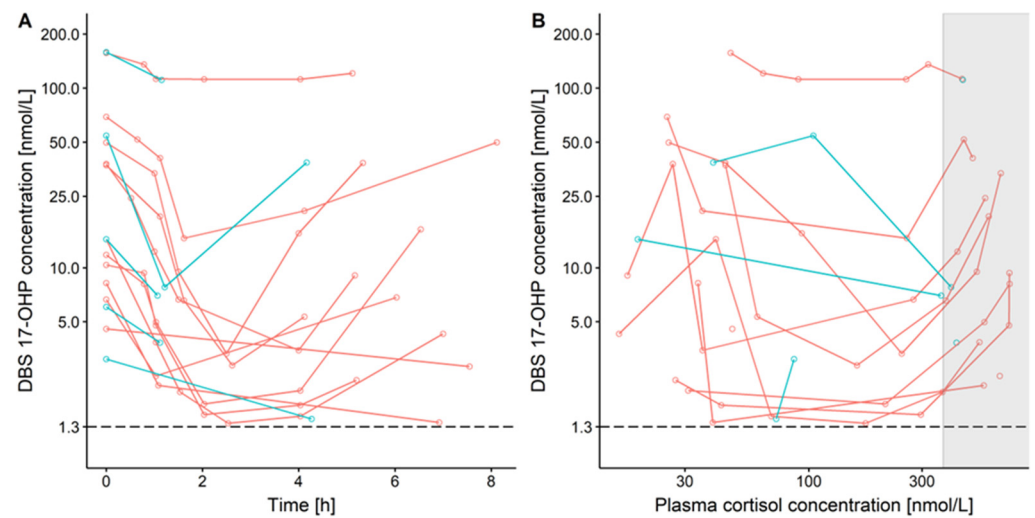 A
DBS 17-OHP concentration [nmol/L]
200.0
100.0
50.0
25.0
10.0
5.0
1.3
0 2 4 6 8
Time [h]
B
DBS 17-OHP concentration [nmol/L]
200.0
100.0
50.0
25.0
10.0
5.0
1.3
30 100 300
Plasma cortisol concentration [nmol/L]